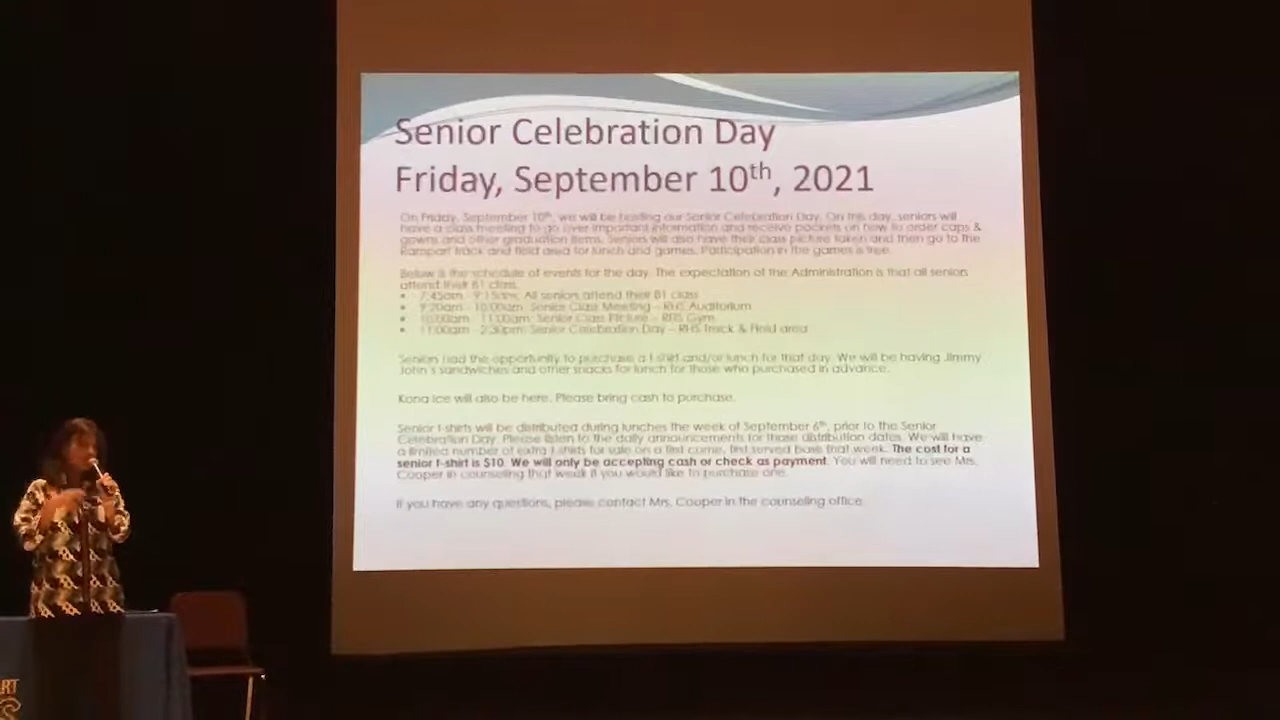 Senior Celebration Day
Friday, September 10th, 2021
On Friday, September 10th, we will be hosting our Senior Celebration Day. On this day, seniors will
have a class meeting to go over important information and receive packets on how to order caps &
gowns and other graduation items. Seniors will also have their class picture taken and then go to the
Rampart track and field area for lunch and games. Participation in the games is free.
Below is the schedule of events for the day. The expectation of the Administration is that all seniors
attend their B1 class.
• 7:45am - 9:15am: All seniors attend their B1 class
• 9:20am - 10:00am: Senior Class Meeting – RHS Auditorium
• 10:00am - 11:00am: Senior Class Picture – RHS Gym
• 11:00am - 2:30pm: Senior Celebration Day – RHS Track & Field area
Seniors had the opportunity to purchase a t-shirt and/or lunch for that day. We will be having Jimmy
John's sandwiches and other snacks for lunch for those who purchased in advance.
Kona Ice will also be here. Please bring cash to purchase.
Senior t-shirts will be distributed during lunches the week of September 6th, prior to the Senior
Celebration Day. Please listen to the daily announcements for those distribution dates. We will have
a limited number of extra t-shirts for sale on a first come, first served base that week. The cost for a
senior t-shirt is $10. We will only be accepting cash or check as payment. You will need to see Mrs.
Cooper in counseling that week if you would like to purchase one.
If you have any questions, please contact Mrs. Cooper in the counseling office.
ART